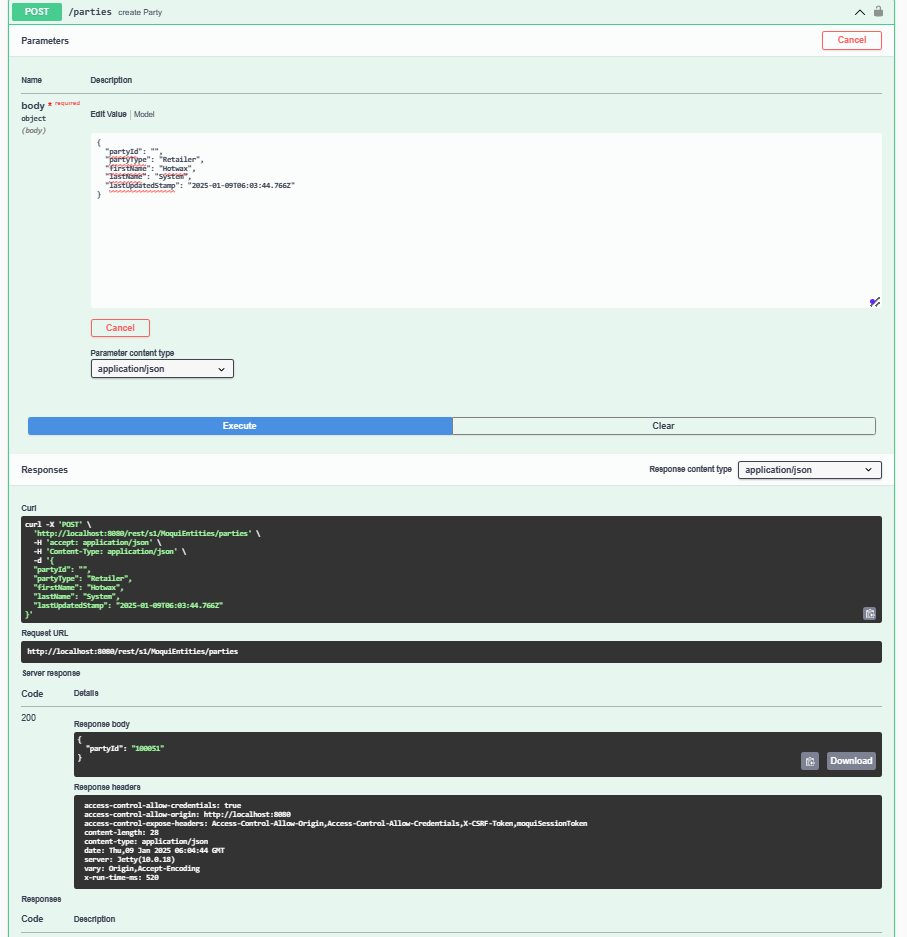 POST /parties create Party
Parameters Cancel
Name Description
body * required
object
(body)
Edit Value | Model
{
"partyId": "",
"partyType": "Retailer",
"firstName": "Hotwax",
"lastName": "System",
"lastUpdatedStamp": "2025-01-09T06:03:44.766Z"
}
Cancel
Parameter content type
application/json
Execute Clear
Responses Response content type application/json
Curl
curl -X 'POST' \
'http://localhost:8080/rest/s1/MoquiEntities/parties' \
-H 'accept: application/json' \
-H 'Content-Type: application/json' \
-d '{
"partyId": "",
"partyType": "Retailer",
"firstName": "Hotwax",
"lastName": "System",
"lastUpdatedStamp": "2025-01-09T06:03:44.766Z"
}'
Request URL
http://localhost:8080/rest/s1/MoquiEntities/parties
Server response
Code Details
200
Response body
{
"partyId": "100051"
}
Download
Response headers
access-control-allow-credentials: true
access-control-allow-origin: http://localhost:8080
access-control-expose-headers: Access-Control-Allow-Origin,Access-Control-Allow-Credentials,X-CSRF-Token,moquiSessionToken
content-length: 28
content-type: application/json
date: Thu,09 Jan 2025 06:04:44 GMT
server: Jetty(10.0.18)
vary: Origin,Accept-Encoding
x-run-time-ms: 520
Responses
Code Description